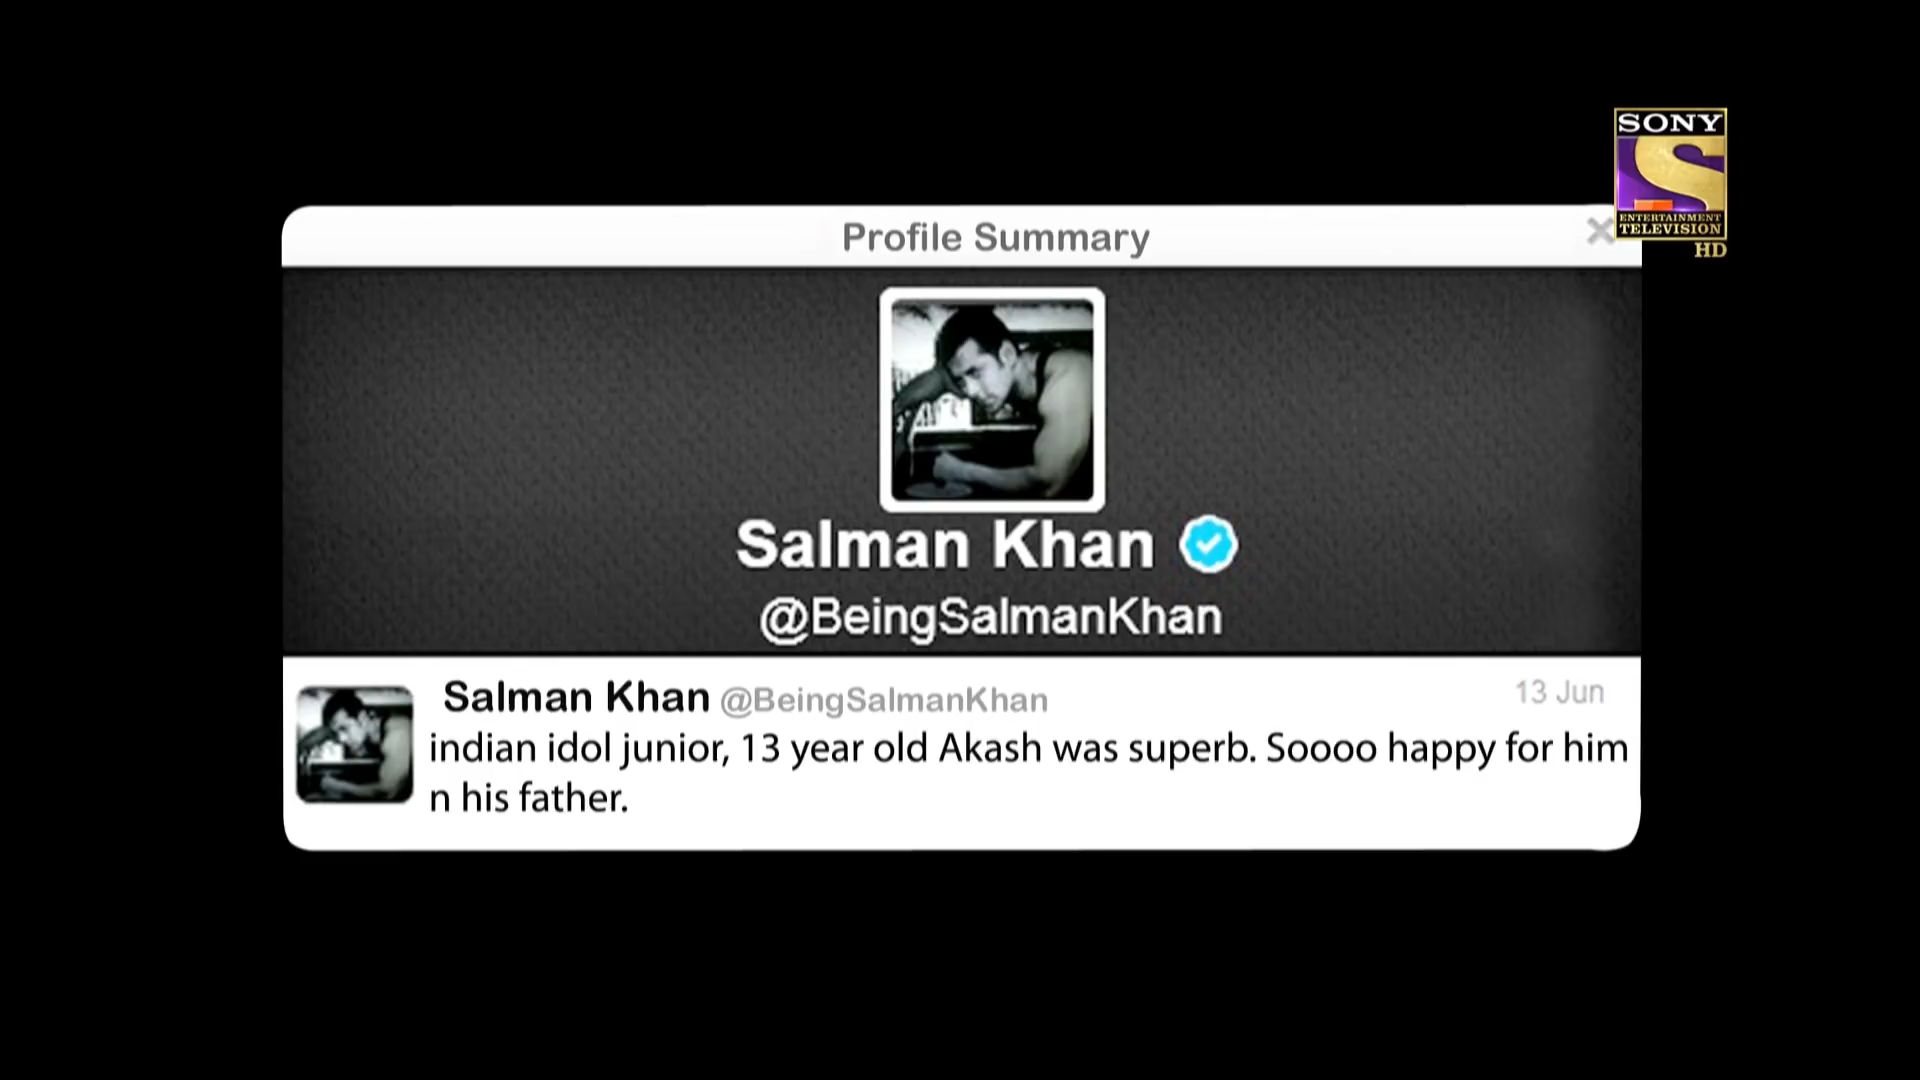 SONY
ENTERTAINMENT
TELEVISION
HD
Profile Summary
Salman Khan
@BeingSalmanKhan
Salman Khan @BeingSalmanKhan 13 Jun
indian idol junior, 13 year old Akash was superb. Soooo happy for him
n his father.